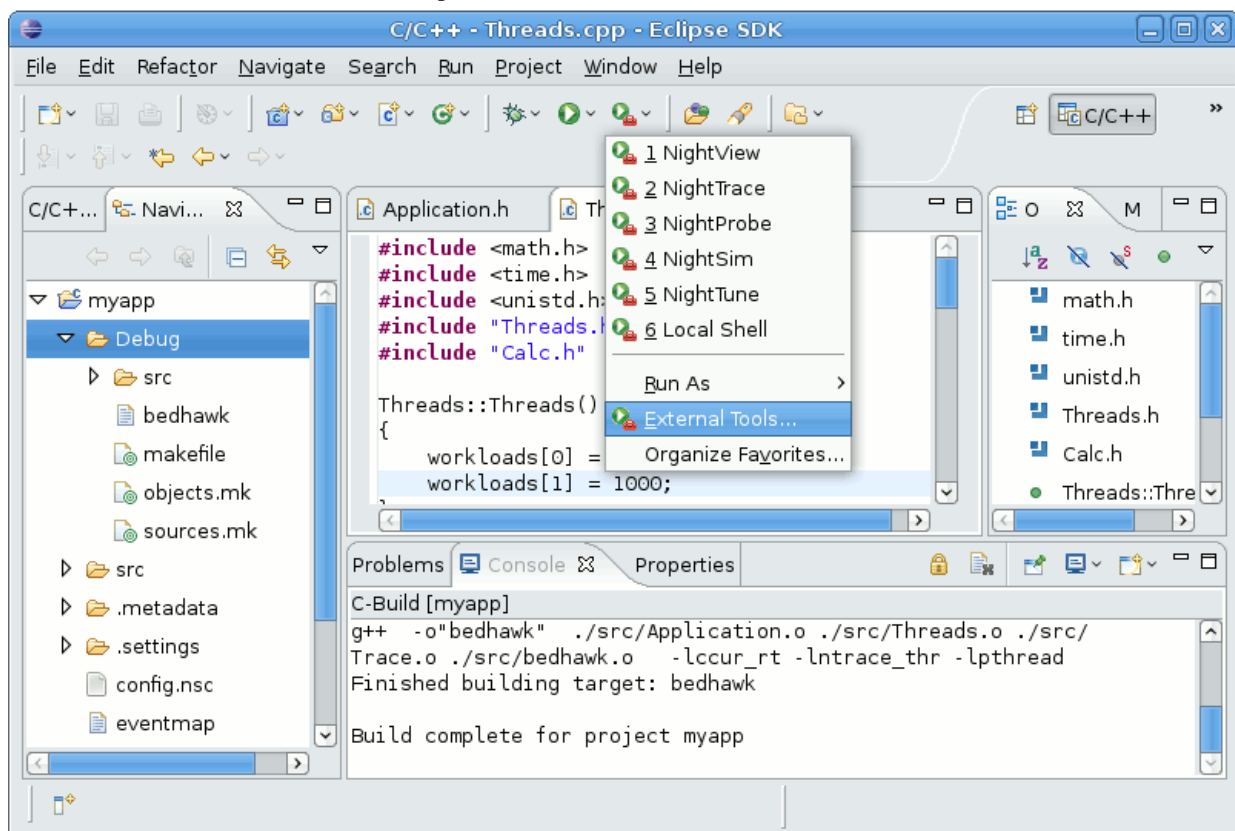 C/C++ - Threads.cpp - Eclipse SDK
File Edit Refactor Navigate Search Run Project Window Help
C/C++ »
1 NightView
2 NightTrace
3 NightProbe
4 NightSim
5 NightTune
6 Local Shell
Run As
External Tools...
Organize Favorites...
C/C+... Navi...
myapp
Debug
src
bedhawk
makefile
objects.mk
sources.mk
src
.metadata
.settings
config.nsc
eventmap
Application.h Th
#include <math.h>
#include <time.h>
#include <unistd.h>
#include "Threads.h
#include "Calc.h"
Threads::Threads()
{
workloads[0] =
workloads[1] = 1000;
O M
math.h
time.h
unistd.h
Threads.h
Calc.h
Threads::Thre
Problems Console Properties
C-Build [myapp]
g++ -o"bedhawk" ./src/Application.o ./src/Threads.o ./src/
Trace.o ./src/bedhawk.o -lccur_rt -lntrace_thr -lpthread
Finished building target: bedhawk
Build complete for project myapp